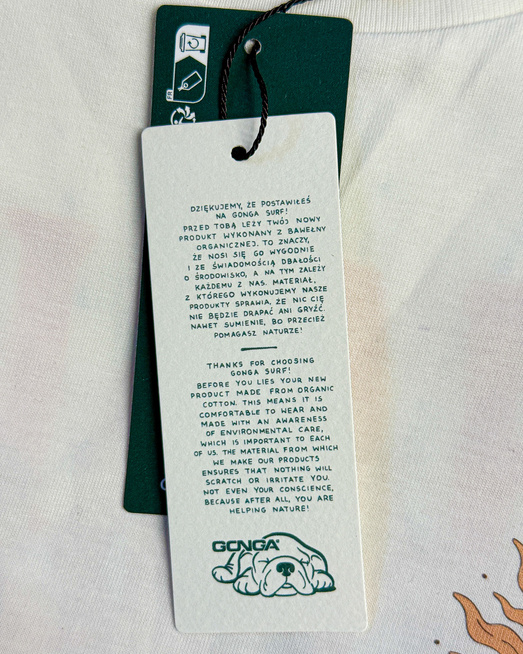 FR
DZIĘKUJEMY, ŻE POSTAWIŁEŚ
NA GONGA SURF!
PRZED TOBĄ LEŻY TWÓJ NOWY
PRODUKT WYKONANY Z BAWEŁNY
ORGANICZNEJ. TO ZNACZY,
ŻE NOSI SIĘ GO WYGODNIE
I ZE ŚWIADOMOŚCIĄ DBAŁOŚCI
O ŚRODOWISKO, A NA TYM ZALEŻY
KAŻDEMU Z NAS. MATERIAŁ,
Z KTÓREGO WYKONUJEMY NASZE
PRODUKTY SPRAWIA, ŻE NIC CIĘ
NIE BĘDZIE DRAPAĆ ANI GRYŹĆ.
NAWET SUMIENIE, BO PRZECIEŻ
POMAGASZ NATURZE!
THANKS FOR CHOOSING
GONGA SURF!
BEFORE YOU LIES YOUR NEW
PRODUCT MADE FROM ORGANIC
COTTON. THIS MEANS IT IS
COMFORTABLE TO WEAR AND
MADE WITH AN AWARENESS
OF ENVIRONMENTAL CARE,
WHICH IS IMPORTANT TO EACH
OF US. THE MATERIAL FROM WHICH
WE MAKE OUR PRODUCTS
ENSURES THAT NOTHING WILL
SCRATCH OR IRRITATE YOU.
NOT EVEN YOUR CONSCIENCE,
BECAUSE AFTER ALL, YOU ARE
HELPING NATURE!
GONGA